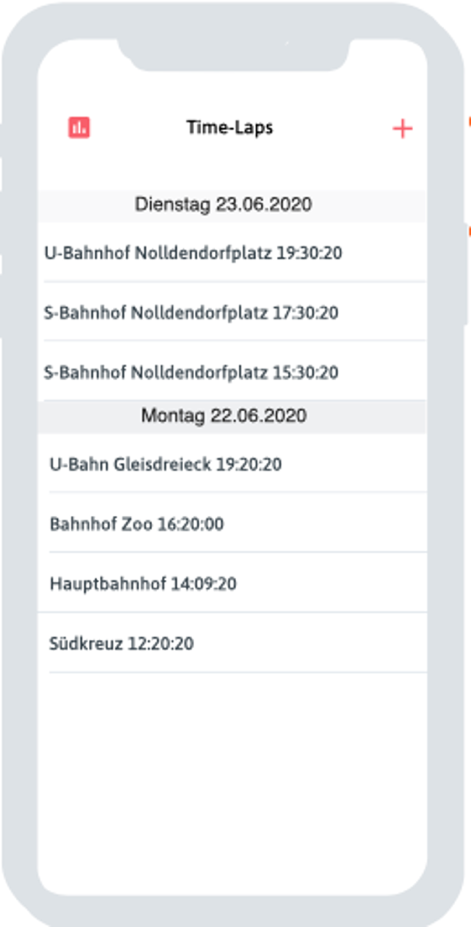 Time-Laps
Dienstag 23.06.2020
U-Bahnhof Nolldendorfplatz 19:30:20
S-Bahnhof Nolldendorfplatz 17:30:20
S-Bahnhof Nolldendorfplatz 15:30:20
Montag 22.06.2020
U-Bahn Gleisdreieck 19:20:20
Bahnhof Zoo 16:20:00
Hauptbahnhof 14:09:20
Südkreuz 12:20:20